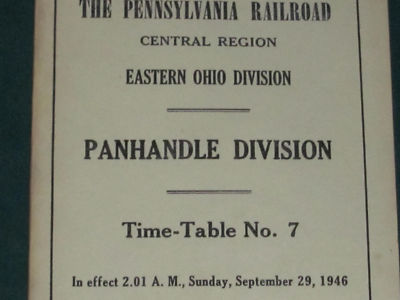 THE PENNSYLVANIA RAILROAD
CENTRAL REGION
EASTERN OHIO DIVISION
PANHANDLE DIVISION
Time-Table No. 7
In effect 2.01 A. M., Sunday, September 29, 1946